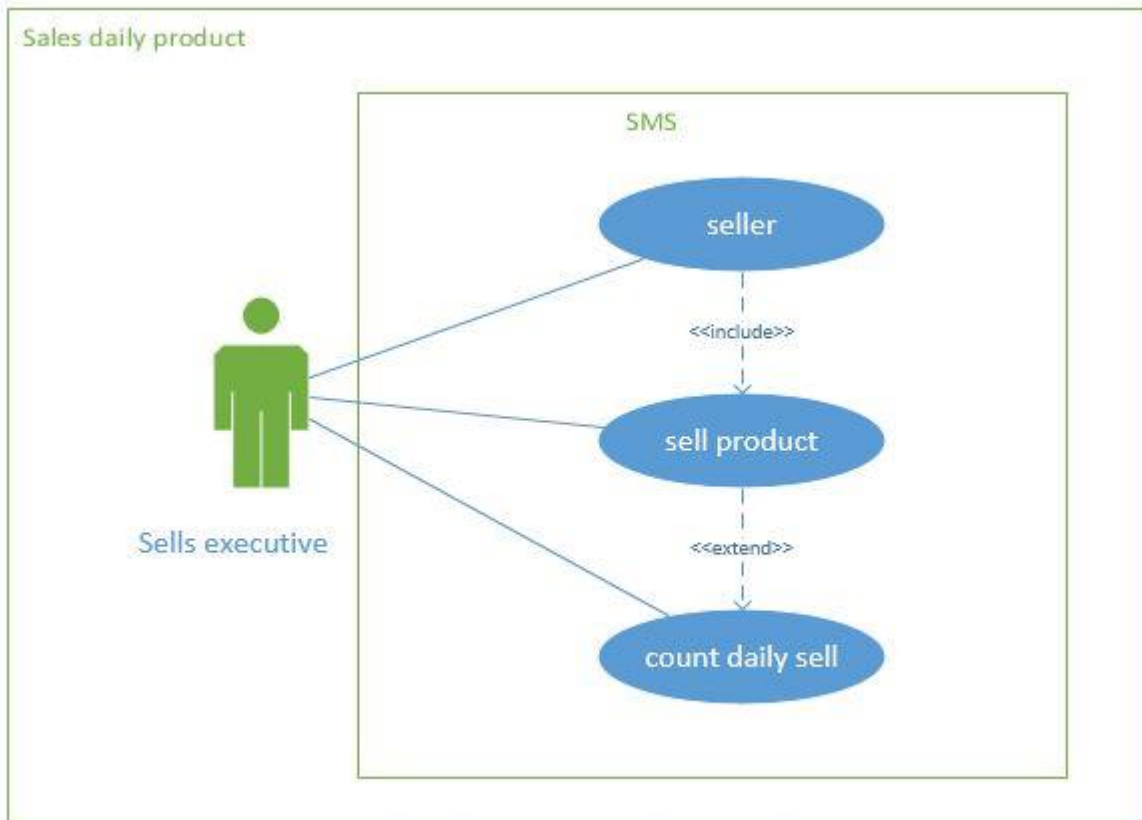 Sales daily product
SMS
seller
<<include>>
sell product
<<extend>>
Sells executive
count daily sell